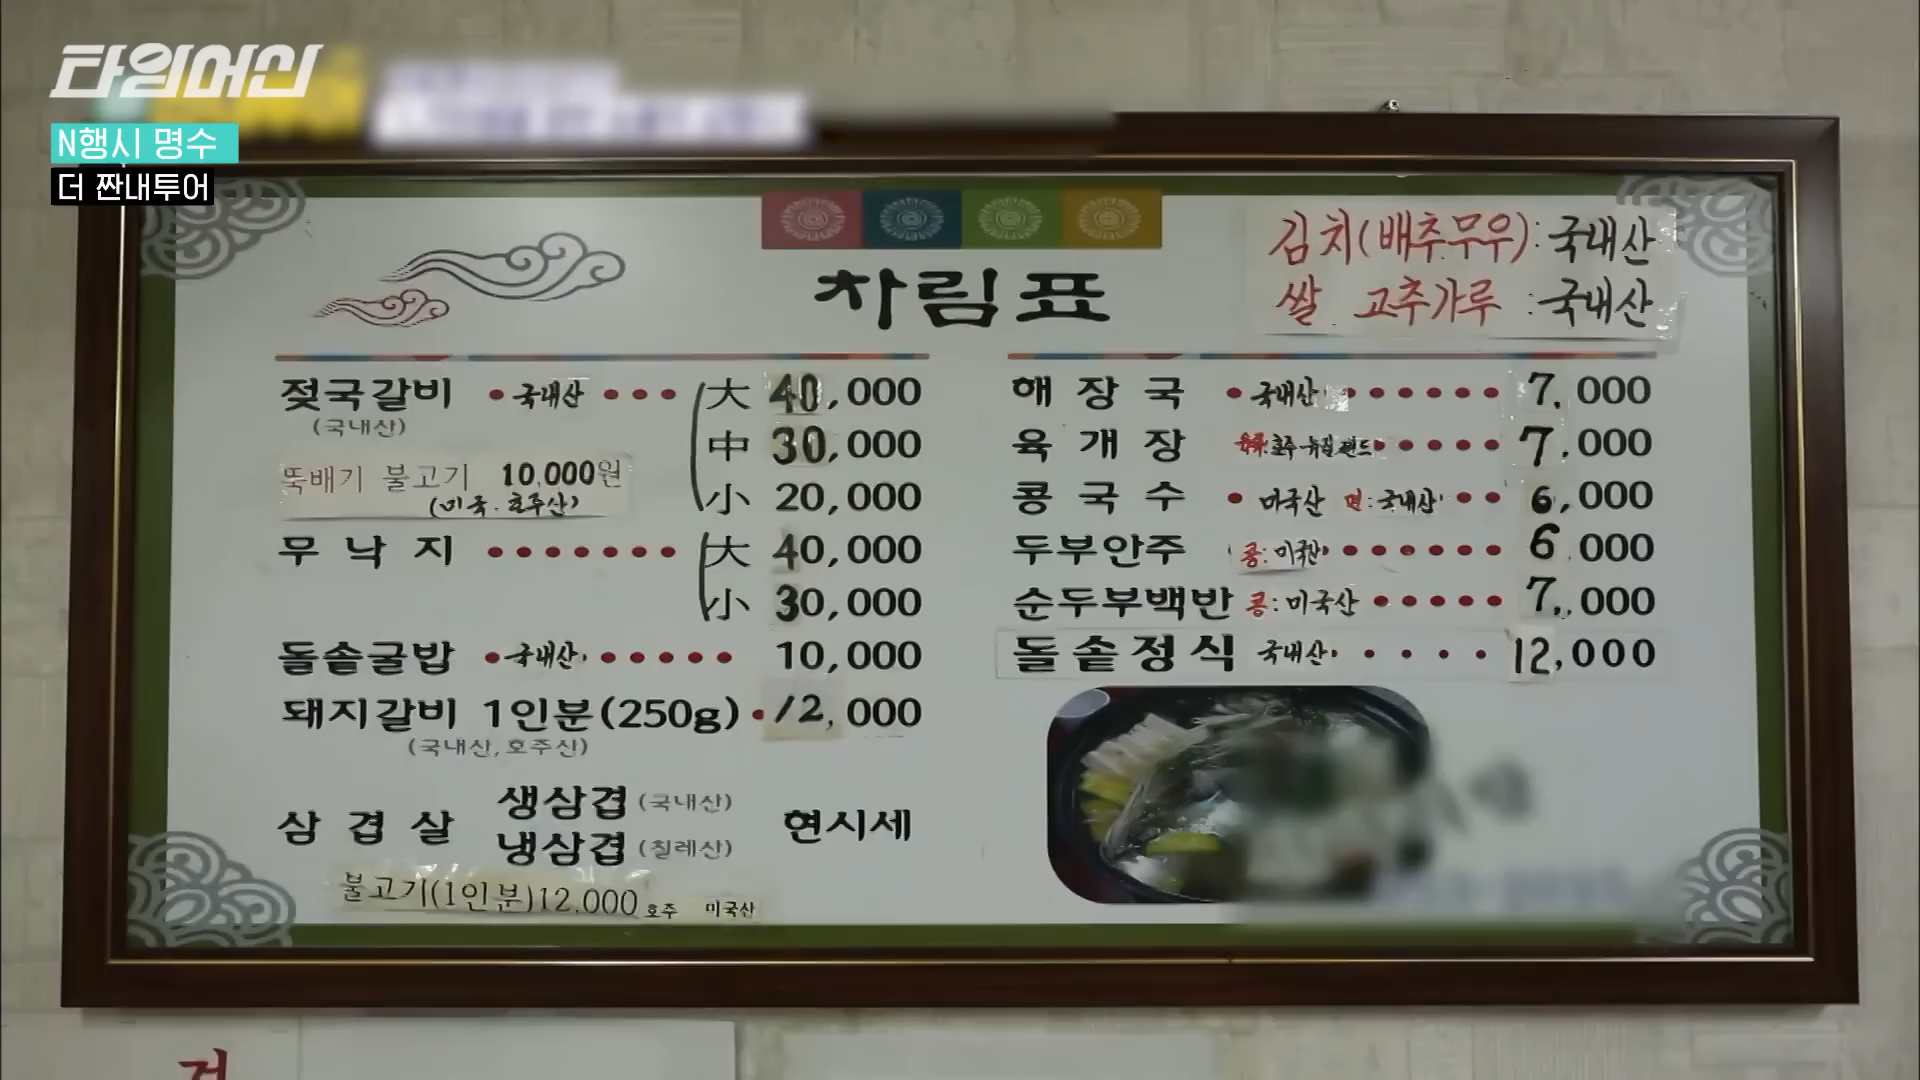 타임머신
N행시 명수
더 짠내투어
차림표
김치(배추.무우):국내산
쌀 고추가루 :국내산
젖국갈비 • 국내산 • • • 大 40,000
(국내산)
中 30,000
뚝배기 불고기 10,000원
(미국.호주산)
小 20,000
무낙지 • • • • • • • 大 40,000
小 30,000
돌솥굴밥 • 국내산 • • • • • 10,000
돼지갈비 1인분(250g) • 12,000
(국내산,호주산)
삼겹살 생삼겹(국내산) 현시세
냉삼겹(칠레산)
불고기(1인분)12,000 호주 미국산
해장국 • 국내산 • • • • • • 7,000
육개장 육류:호주 뉴질랜드 • • • • • 7,000
콩국수 • 미국산 면:국내산 • • 6,000
두부안주 콩:미국산 • • • • • • 6,000
순두부백반 콩:미국산 • • • • • 7,000
돌솥정식 국내산 • • • • • 12,000